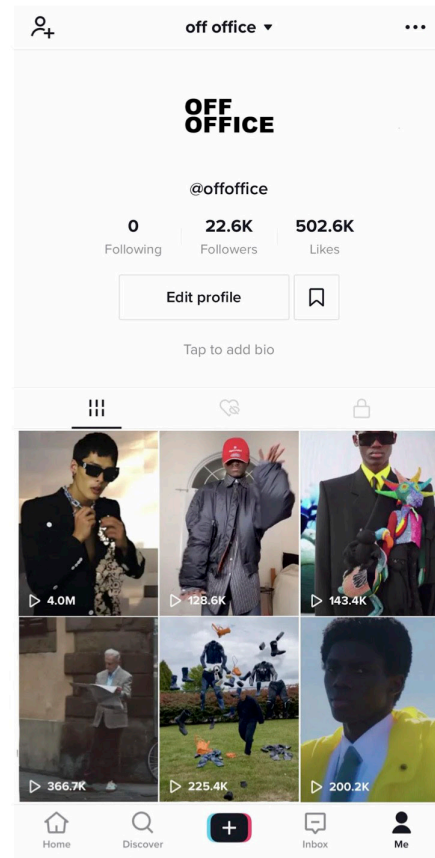 off office
OFF
OFFICE
@offoffice
0 22.6K 502.6K
Following Followers Likes
Edit profile
Tap to add bio
4.0M 128.6K 143.4K
366.7K 225.4K 200.2K
Home Discover Inbox Me